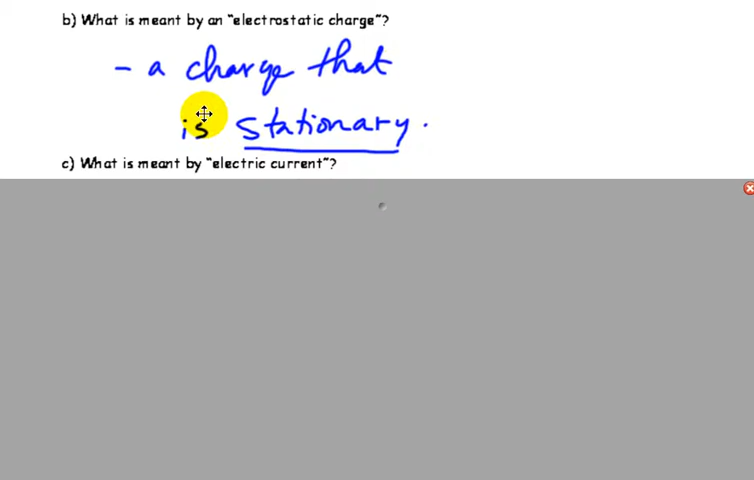 b) What is meant by an "electrostatic charge"?
- a charge that
is stationary.
c) What is meant by "electric current"?